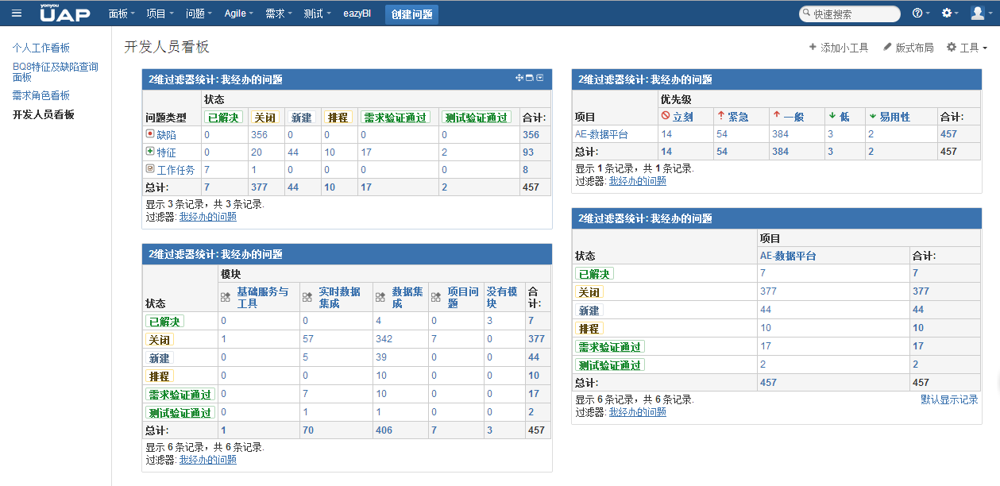 yonyou
UAP 面板 项目 问题 Agile 需求 测试 eazyBI 创建问题 快速搜索
个人工作看板
BQ8特征及缺陷查询
面板
需求角色看板
开发人员看板
开发人员看板 添加小工具 版式布局 工具
2维过滤器统计: 我经办的问题
状态
问题类型 已解决 关闭 新建 排程 需求验证通过 测试验证通过 合计:
缺陷 0 356 0 0 0 0 356
特征 0 20 44 10 17 2 93
工作任务 7 1 0 0 0 0 8
总计: 7 377 44 10 17 2 457
显示 3 条记录，共 3 条记录.
过滤器: 我经办的问题
2维过滤器统计: 我经办的问题
模块
状态 基础服务与工具 实时数据集成 数据集成 项目问题 没有模块 合计:
已解决 0 0 4 0 3 7
关闭 1 57 342 7 0 377
新建 0 5 39 0 0 44
排程 0 0 10 0 0 10
需求验证通过 0 7 10 0 0 17
测试验证通过 0 1 1 0 0 2
总计: 1 70 406 7 3 457
显示 6 条记录，共 6 条记录.
过滤器: 我经办的问题
2维过滤器统计: 我经办的问题
优先级
项目 立刻 紧急 一般 低 易用性 合计:
AE-数据平台 14 54 384 3 2 457
总计: 14 54 384 3 2 457
显示 1 条记录，共 1 条记录.
过滤器: 我经办的问题
2维过滤器统计: 我经办的问题
项目
状态 AE-数据平台 合计:
已解决 7 7
关闭 377 377
新建 44 44
排程 10 10
需求验证通过 17 17
测试验证通过 2 2
总计: 457 457
显示 6 条记录，共 6 条记录. 默认显示记录
过滤器: 我经办的问题